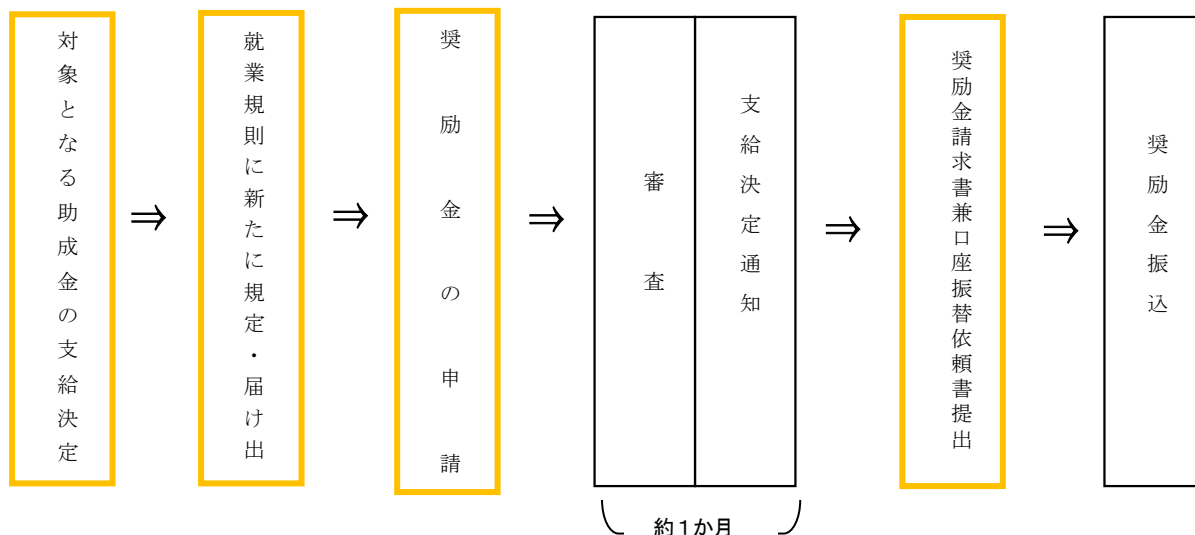 対象となる助成金の支給決定
⇒
就業規則に新たに規定・届け出
⇒
奨励金の申請
⇒
審査
支給決定通知
⇒
奨励金請求書兼口座振替依頼書提出
⇒
奨励金振込
約1か月